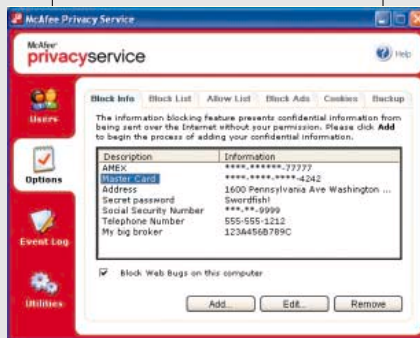 McAfee Privacy Service
McAfee
privacyservice
Help
Users
Options
Event Log
Utilities
Block Info Block List Allow List Block Ads Cookies Backup
The information blocking feature prevents confidential information from
being sent over the Internet without your permission. Please click Add
to begin the process of adding your confidential information.
Description Information
AMEX ****-******-77777
Master Card ****-****-****-4242
Address 1600 Pennsylvania Ave Washington ...
Secret password Swordfish!
Social Security Number ***-**-9999
Telephone Number 555-555-1212
My big broker 123A456B789C
Block Web Bugs on this computer
Add... Edit... Remove